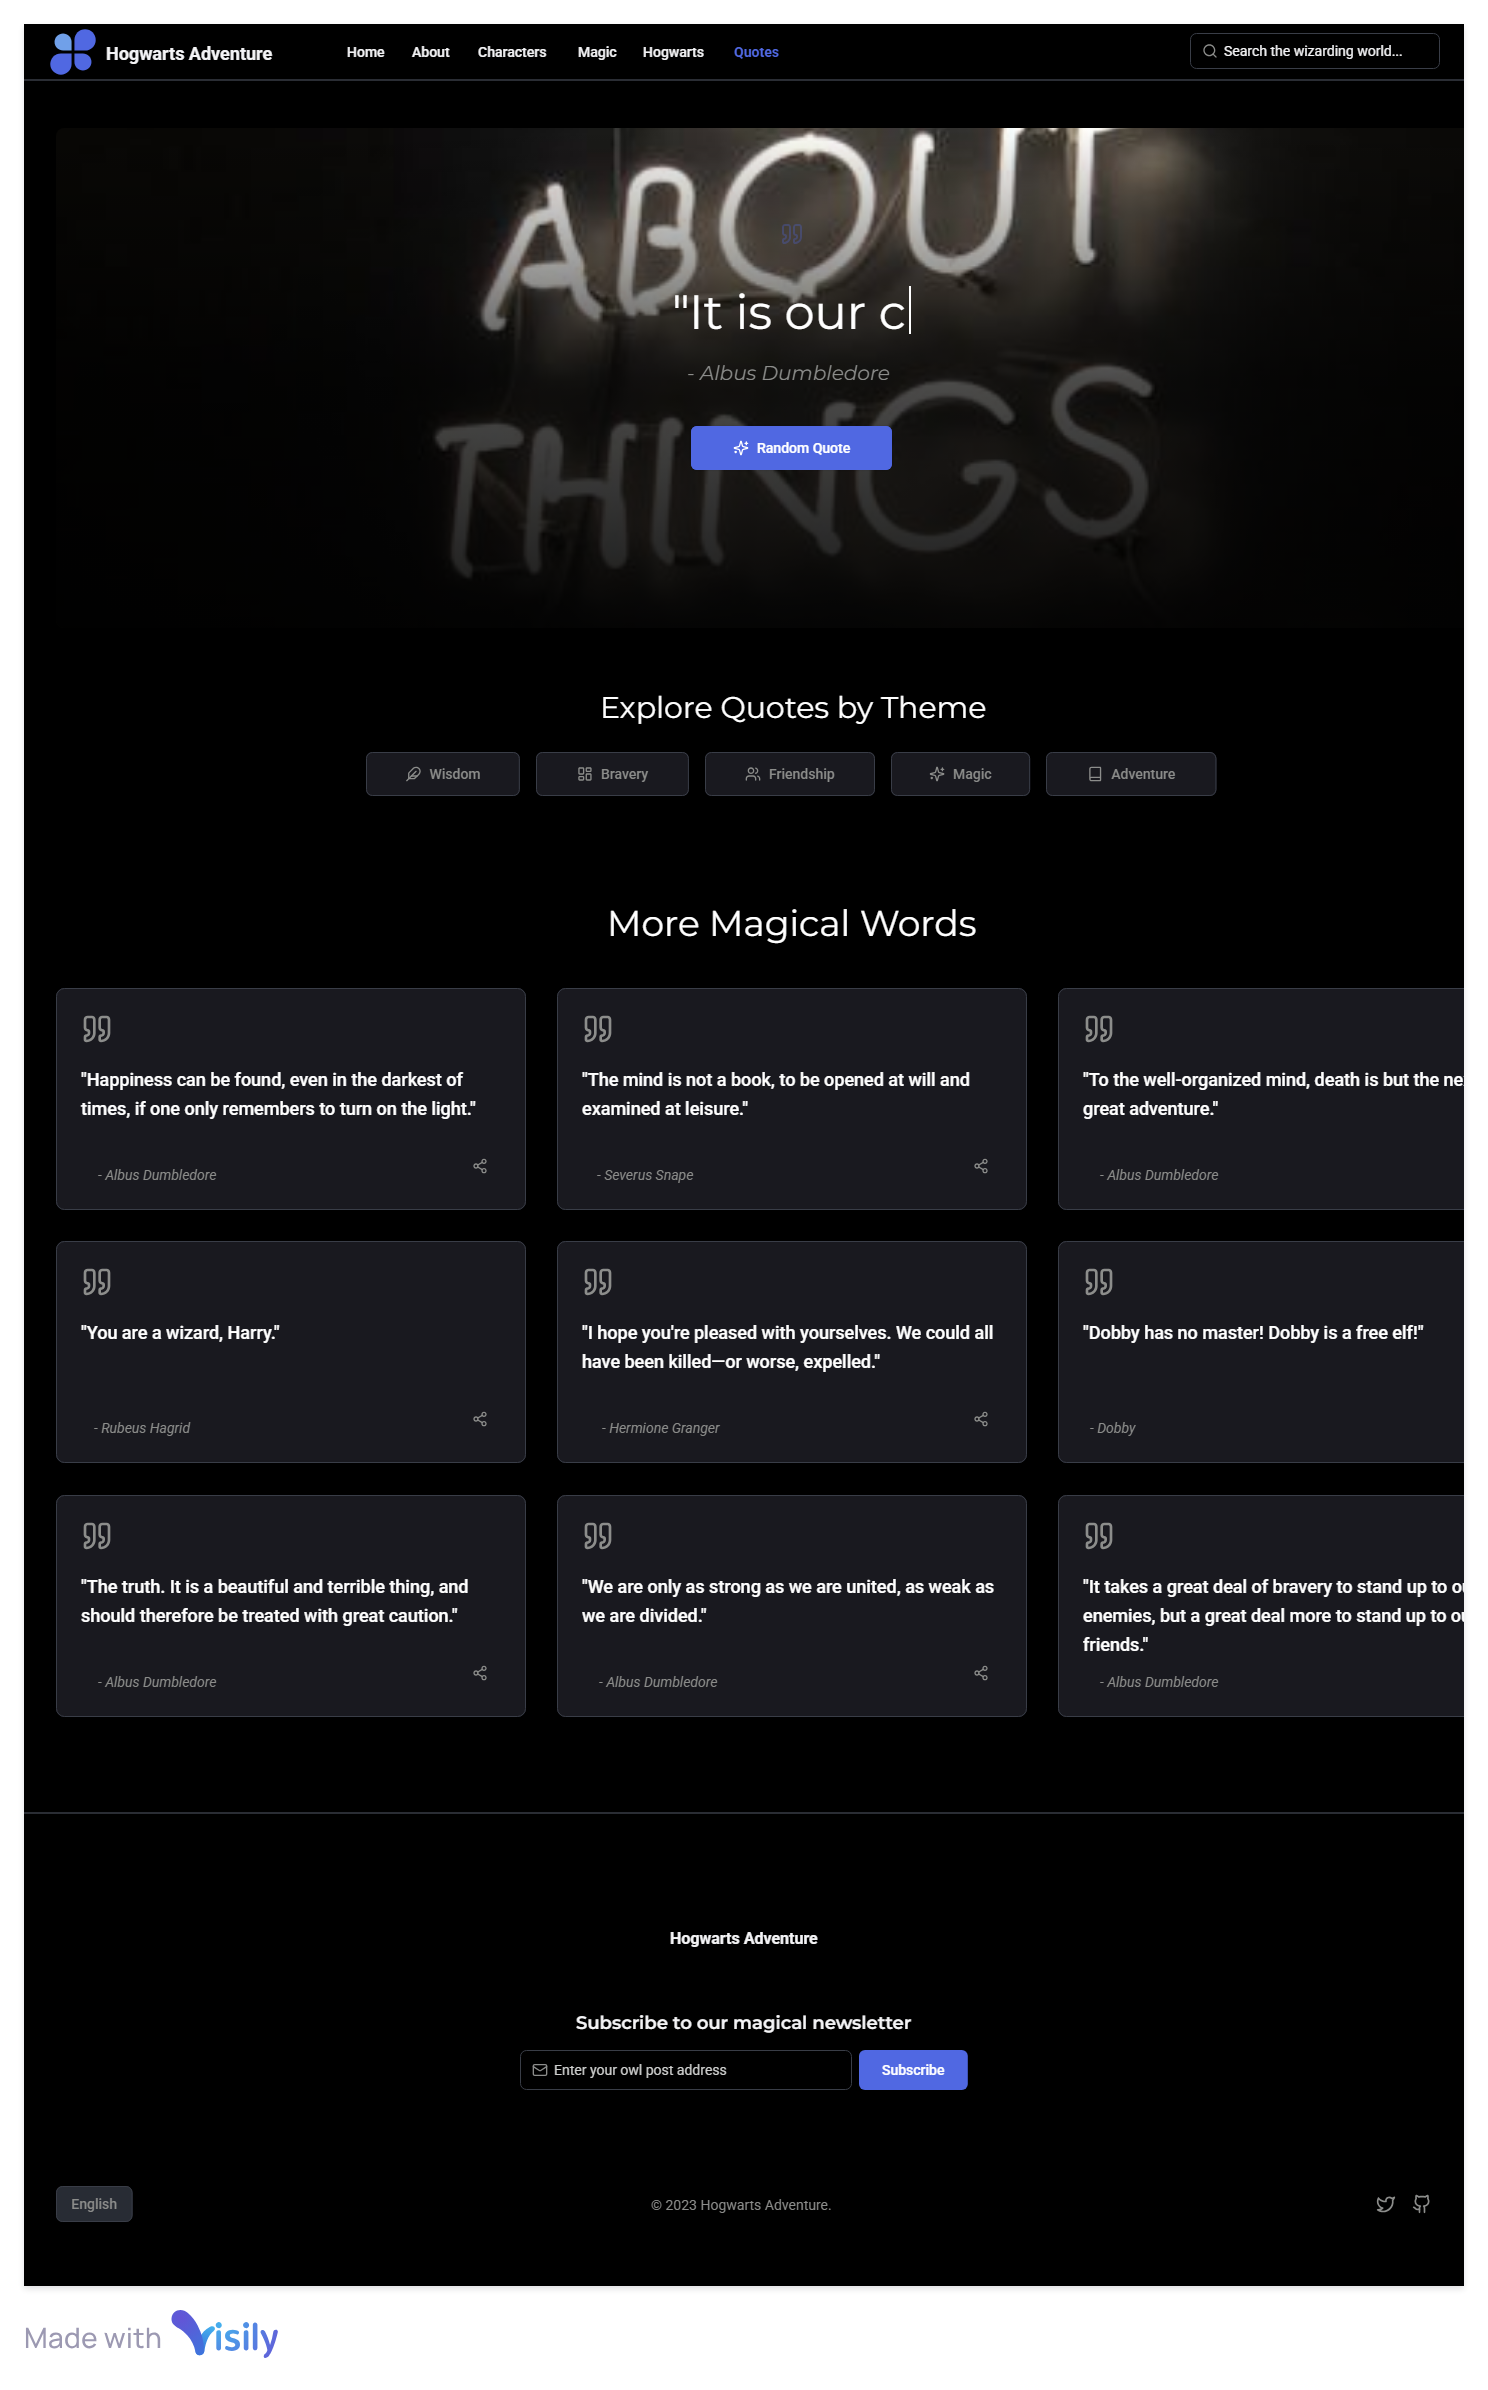 Hogwarts Adventure
Home About Characters Magic Hogwarts Quotes
Search the wizarding world...
ABOUT
"It is our c
- Albus Dumbledore
THINGS
Random Quote
Explore Quotes by Theme
Wisdom Bravery Friendship Magic Adventure
More Magical Words
"Happiness can be found, even in the darkest of
times, if one only remembers to turn on the light."
- Albus Dumbledore
"The mind is not a book, to be opened at will and
examined at leisure."
- Severus Snape
"To the well-organized mind, death is but the
great adventure."
- Albus Dumbledore
"You are a wizard, Harry."
- Rubeus Hagrid
"I hope you're pleased with yourselves. We could all
have been killed—or worse, expelled."
- Hermione Granger
"Dobby has no master! Dobby is a free elf!"
- Dobby
"The truth. It is a beautiful and terrible thing, and
should therefore be treated with great caution."
- Albus Dumbledore
"We are only as strong as we are united, as weak as
we are divided."
- Albus Dumbledore
"It takes a great deal of bravery to stand up to
enemies, but a great deal more to stand up to
friends."
- Albus Dumbledore
Hogwarts Adventure
Subscribe to our magical newsletter
Enter your owl post address
Subscribe
English
© 2023 Hogwarts Adventure.
Made with Visily